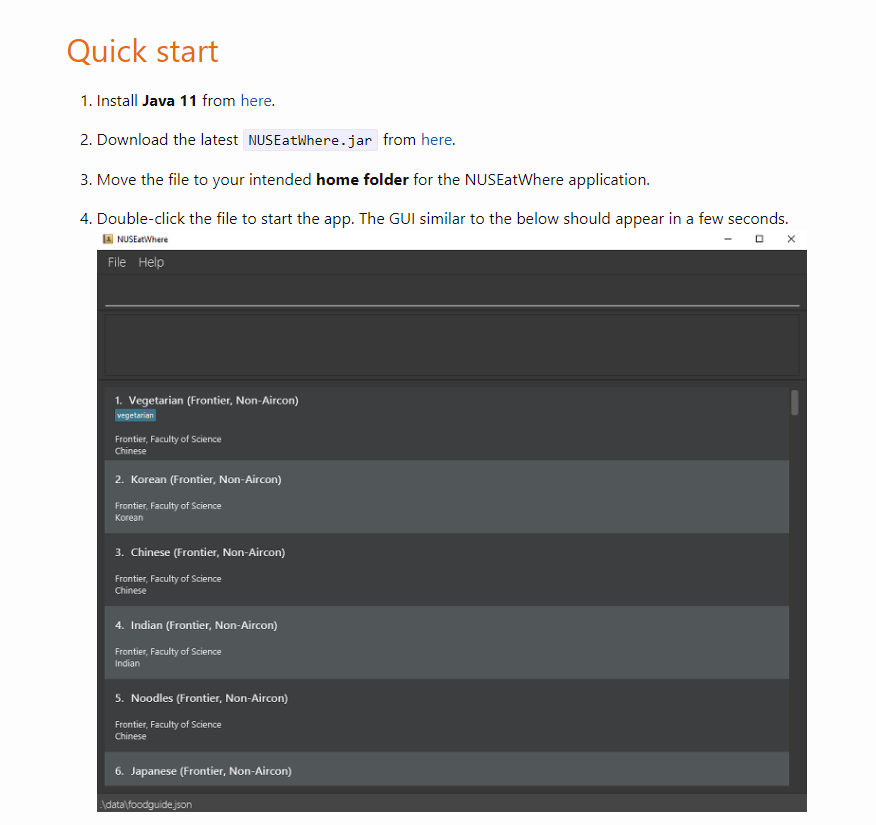 Quick start
1. Install Java 11 from here.
2. Download the latest NUSEatWhere.jar from here.
3. Move the file to your intended home folder for the NUSEatWhere application.
4. Double-click the file to start the app. The GUI similar to the below should appear in a few seconds.
NUSEatWhere
File Help
1. Vegetarian (Frontier, Non-Aircon)
vegetarian
Frontier, Faculty of Science
Chinese
2. Korean (Frontier, Non-Aircon)
Frontier, Faculty of Science
Korean
3. Chinese (Frontier, Non-Aircon)
Frontier, Faculty of Science
Chinese
4. Indian (Frontier, Non-Aircon)
Frontier, Faculty of Science
Indian
5. Noodles (Frontier, Non-Aircon)
Frontier, Faculty of Science
Chinese
6. Japanese (Frontier, Non-Aircon)
.\data\foodguide.json